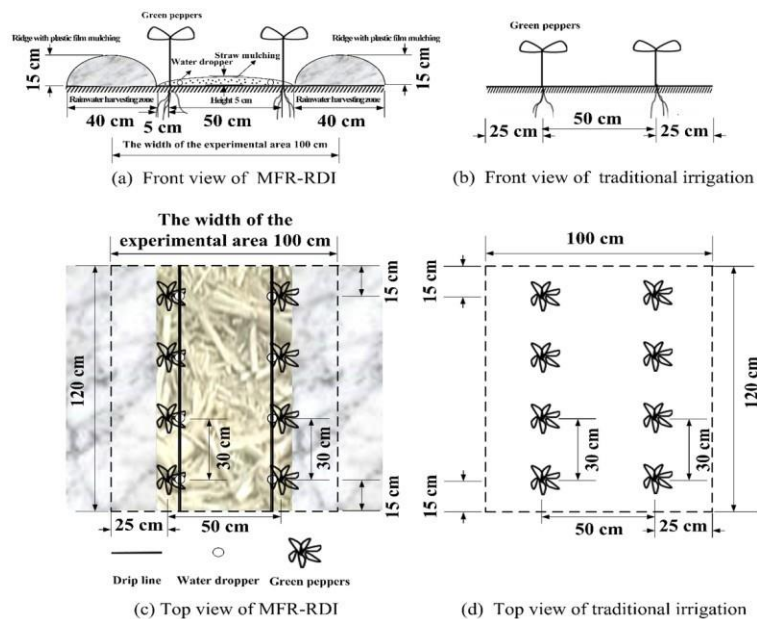 Green peppers
Ridge with plastic film mulching
Ridge with plastic film mulching
Straw mulching
Water dropper
15 cm
15 cm
Rainwater harvesting zone
Height 5 cm
Rainwater harvesting zone
40 cm
5 cm
50 cm
40 cm
The width of the experimental area 100 cm
(a) Front view of MFR-RDI
Green peppers
25 cm
50 cm
25 cm
(b) Front view of traditional irrigation
The width of the
experimental area 100 cm
15 cm
120 cm
30 cm
30 cm
15 cm
25 cm
50 cm
Drip line
Water dropper
Green peppers
(c) Top view of MFR-RDI
100 cm
15 cm
120 cm
30 cm
30 cm
15 cm
50 cm
25 cm
(d) Top view of traditional irrigation